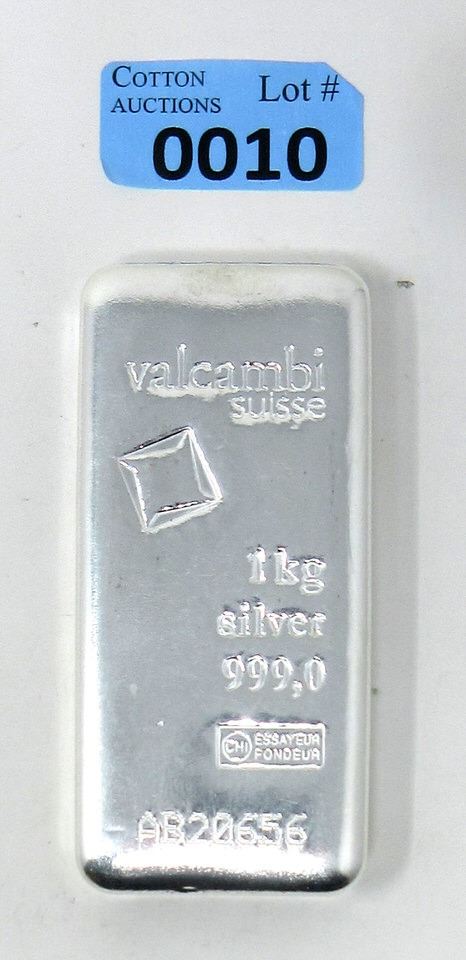 COTTON
AUCTIONS
Lot #
0010
valcambi
suisse
1kg
silver
999,0
CHI
ESSAYEUR
FONDEUR
AB20656